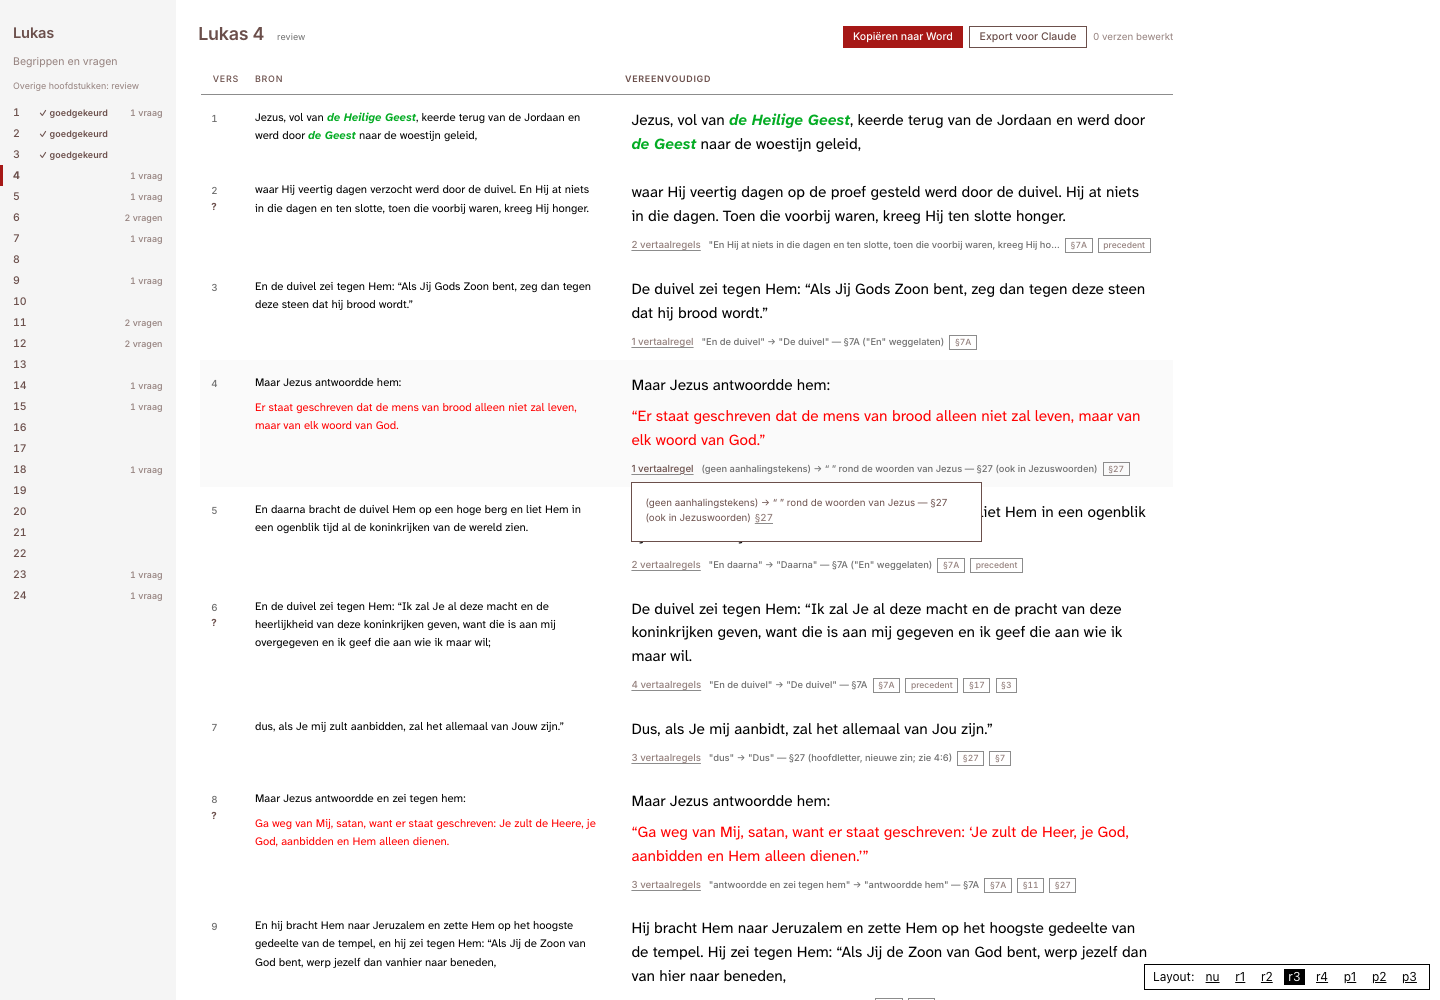 Lukas
Begrippen en vragen
Overige hoofdstukken: review
1 ✓ goedgekeurd 1 vraag
2 ✓ goedgekeurd
3 ✓ goedgekeurd
4 1 vraag
5 1 vraag
6 2 vragen
7 1 vraag
8
9 1 vraag
10
11 2 vragen
12 2 vragen
13
14 1 vraag
15 1 vraag
16
17
18 1 vraag
19
20
21
22
23 1 vraag
24 1 vraag
Lukas 4 review
Kopiëren naar Word Export voor Claude 0 verzen bewerkt
VERS BRON VEREENVOUDIGD
1
Jezus, vol van de Heilige Geest, keerde terug van de Jordaan en
werd door de Geest naar de woestijn geleid,
Jezus, vol van de Heilige Geest, keerde terug van de Jordaan en werd door
de Geest naar de woestijn geleid,
2
?
waar Hij veertig dagen verzocht werd door de duivel. En Hij at niets
in die dagen en ten slotte, toen die voorbij waren, kreeg Hij honger.
waar Hij veertig dagen op de proef gesteld werd door de duivel. Hij at niets
in die dagen. Toen die voorbij waren, kreeg Hij ten slotte honger.
2 vertaalregels "En Hij at niets in die dagen en ten slotte, toen die voorbij waren, kreeg Hij ho... §7A precedent
3
En de duivel zei tegen Hem: “Als Jij Gods Zoon bent, zeg dan tegen
deze steen dat hij brood wordt.”
De duivel zei tegen Hem: “Als Jij Gods Zoon bent, zeg dan tegen deze steen
dat hij brood wordt.”
1 vertaalregel "En de duivel" → "De duivel" — §7A ("En" weggelaten) §7A
4
Maar Jezus antwoordde hem:
Er staat geschreven dat de mens van brood alleen niet zal leven,
maar van elk woord van God.
Maar Jezus antwoordde hem:
“Er staat geschreven dat de mens van brood alleen niet zal leven, maar van
elk woord van God.”
1 vertaalregel (geen aanhalingstekens) → “ ” rond de woorden van Jezus — §27 (ook in Jezuswoorden) §27
(geen aanhalingstekens) → “ ” rond de woorden van Jezus — §27
(ook in Jezuswoorden) §27
5
En daarna bracht de duivel Hem op een hoge berg en liet Hem in
een ogenblik tijd al de koninkrijken van de wereld zien.
liet Hem in een ogenblik
2 vertaalregels "En daarna" → "Daarna" — §7A ("En" weggelaten) §7A precedent
6
?
En de duivel zei tegen Hem: “Ik zal Je al deze macht en de
heerlijkheid van deze koninkrijken geven, want die is aan mij
overgegeven en ik geef die aan wie ik maar wil;
De duivel zei tegen Hem: “Ik zal Je al deze macht en de pracht van deze
koninkrijken geven, want die is aan mij gegeven en ik geef die aan wie ik
maar wil.
4 vertaalregels "En de duivel" → "De duivel" — §7A §7A precedent §17 §3
7
dus, als Je mij zult aanbidden, zal het allemaal van Jouw zijn.”
Dus, als Je mij aanbidt, zal het allemaal van Jou zijn.”
3 vertaalregels "dus" → "Dus" — §27 (hoofdletter, nieuwe zin; zie 4:6) §27 §7
8
?
Maar Jezus antwoordde en zei tegen hem:
Ga weg van Mij, satan, want er staat geschreven: Je zult de Heere, je
God, aanbidden en Hem alleen dienen.
Maar Jezus antwoordde hem:
“Ga weg van Mij, satan, want er staat geschreven: ‘Je zult de Heer, je God,
aanbidden en Hem alleen dienen.’”
3 vertaalregels "antwoordde en zei tegen hem" → "antwoordde hem" — §7A §7A §11 §27
9
En hij bracht Hem naar Jeruzalem en zette Hem op het hoogste
gedeelte van de tempel, en hij zei tegen Hem: “Als Jij de Zoon van
God bent, werp jezelf dan vanhier naar beneden,
Hij bracht Hem naar Jeruzalem en zette Hem op het hoogste gedeelte van
de tempel. Hij zei tegen Hem: “Als Jij de Zoon van God bent, werp jezelf dan
van hier naar beneden,
Layout: nu r1 r2 r3 r4 p1 p2 p3